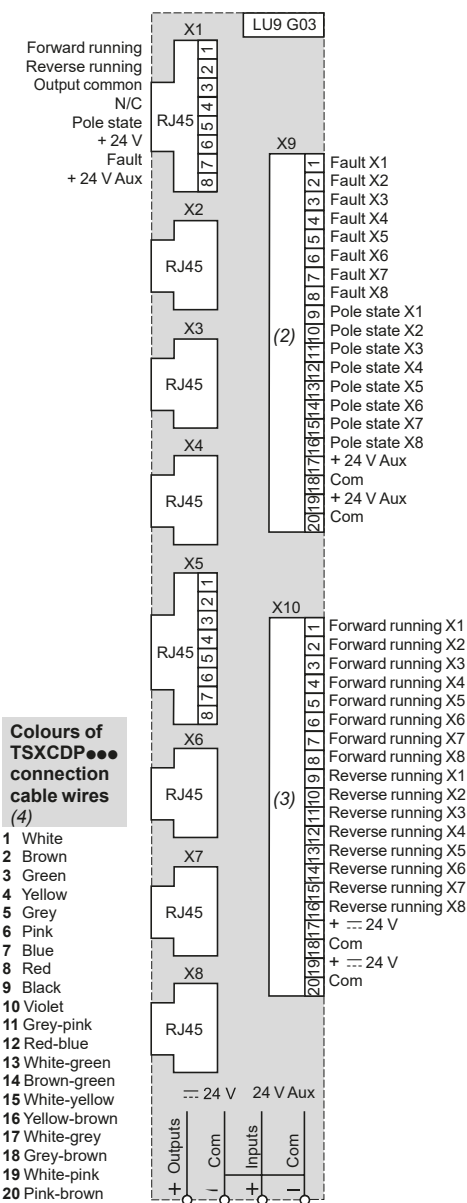 LU9 G03
X1
Forward running
Reverse running
Output common
N/C
Pole state
+ 24 V
Fault
+ 24 V Aux
RJ45
1
2
3
4
5
6
7
8
X2
RJ45
X3
RJ45
X4
RJ45
X5
RJ45
1
2
3
4
5
6
7
8
X6
RJ45
X7
RJ45
X8
RJ45
X9
(2)
1 Fault X1
2 Fault X2
3 Fault X3
4 Fault X4
5 Fault X5
6 Fault X6
7 Fault X7
8 Fault X8
9 Pole state X1
10 Pole state X2
11 Pole state X3
12 Pole state X4
13 Pole state X5
14 Pole state X6
15 Pole state X7
16 Pole state X8
17 + 24 V Aux
18 Com
19 + 24 V Aux
20 Com
X10
(3)
1 Forward running X1
2 Forward running X2
3 Forward running X3
4 Forward running X4
5 Forward running X5
6 Forward running X6
7 Forward running X7
8 Forward running X8
9 Reverse running X1
10 Reverse running X2
11 Reverse running X3
12 Reverse running X4
13 Reverse running X5
14 Reverse running X6
15 Reverse running X7
16 Reverse running X8
17 + ⎓ 24 V
18 Com
19 + ⎓ 24 V
20 Com
Colours of
TSXCDP●●●
connection
cable wires
(4)
1 White
2 Brown
3 Green
4 Yellow
5 Grey
6 Pink
7 Blue
8 Red
9 Black
10 Violet
11 Grey-pink
12 Red-blue
13 White-green
14 Brown-green
15 White-yellow
16 Yellow-brown
17 White-grey
18 Grey-brown
19 White-pink
20 Pink-brown
⎓ 24 V
24 V Aux
+ Outputs
– Com
+ Inputs
– Com